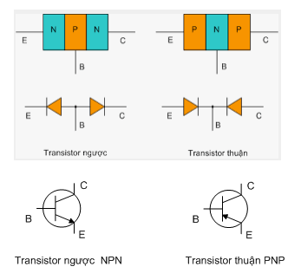 N P N P N P
E C E C
B B
E C E C
B B
Transistor ngược Transistor thuận
C C
B B
E E
Transistor ngược NPN Transistor thuận PNP